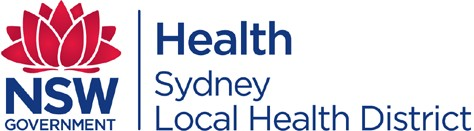 NSW
GOVERNMENT
Health
Sydney
Local Health District